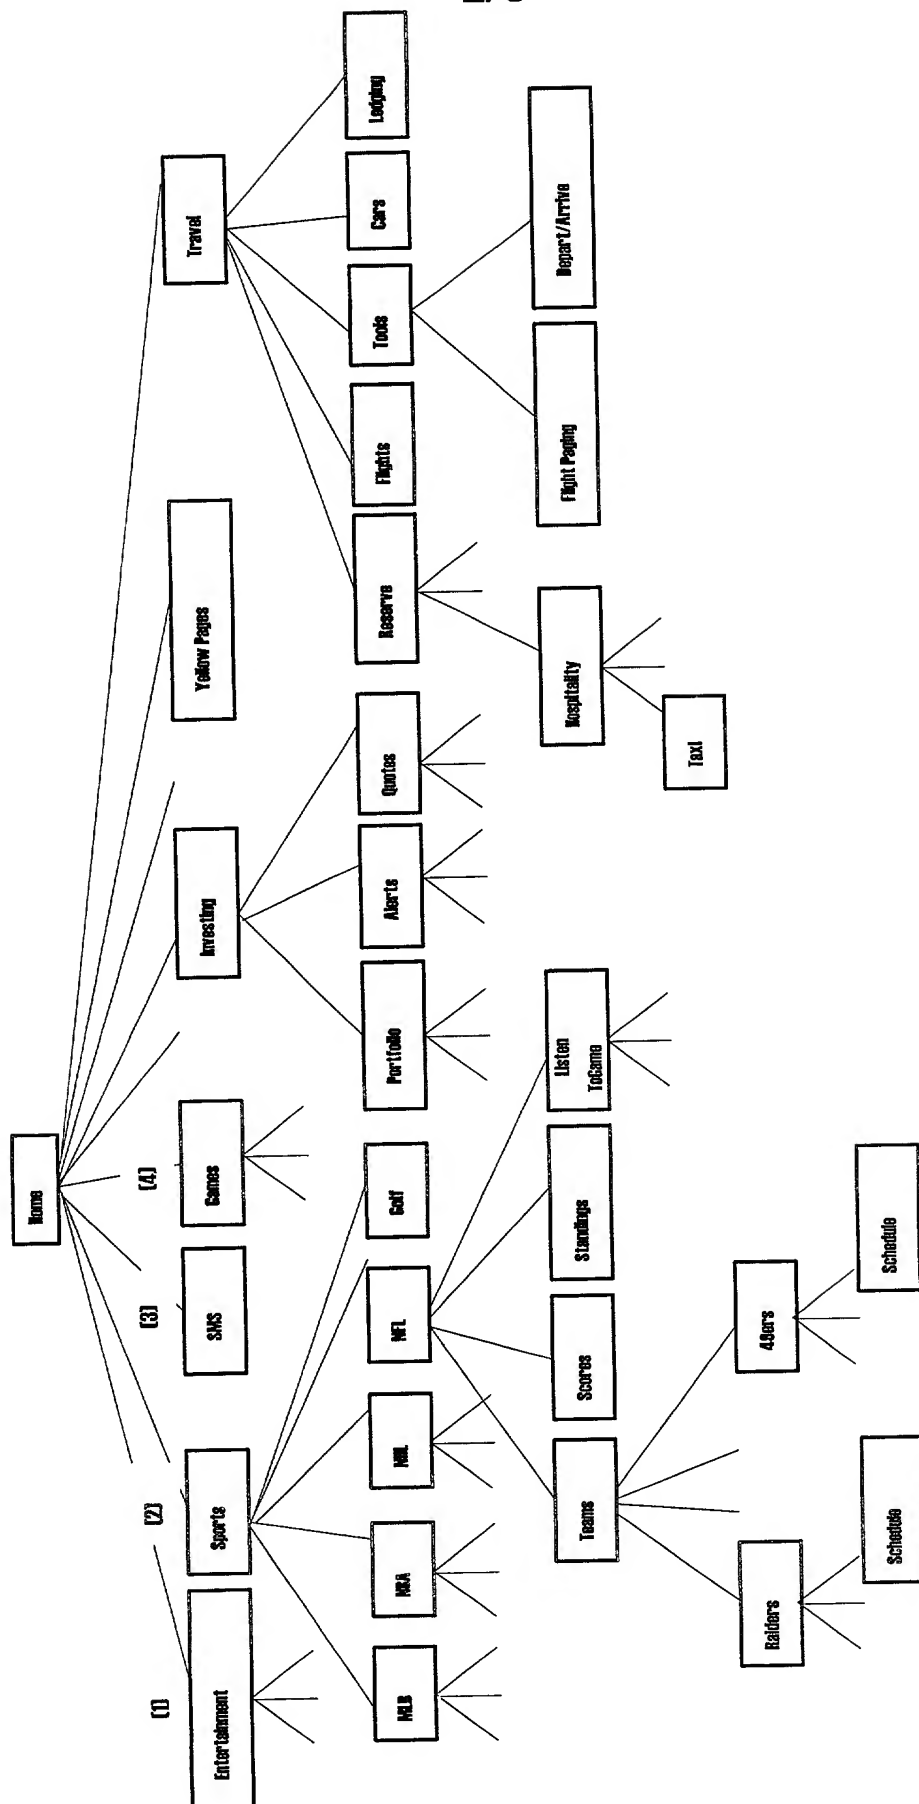 Home
(1)
(2)
(3)
(4)
Entertainment
Sports
SMS
Games
Investing
Yellow Pages
Travel
MLB
NBA
NHL
NFL
Golf
Portfolio
Alerts
Quotes
Reserve
Flights
Tools
Cars
Lodging
Teams
Scores
Standings
Listen
ToGame
Hospitality
Flight Paging
Depart/Arrive
Raiders
49ers
Taxi
Schedule
Schedule